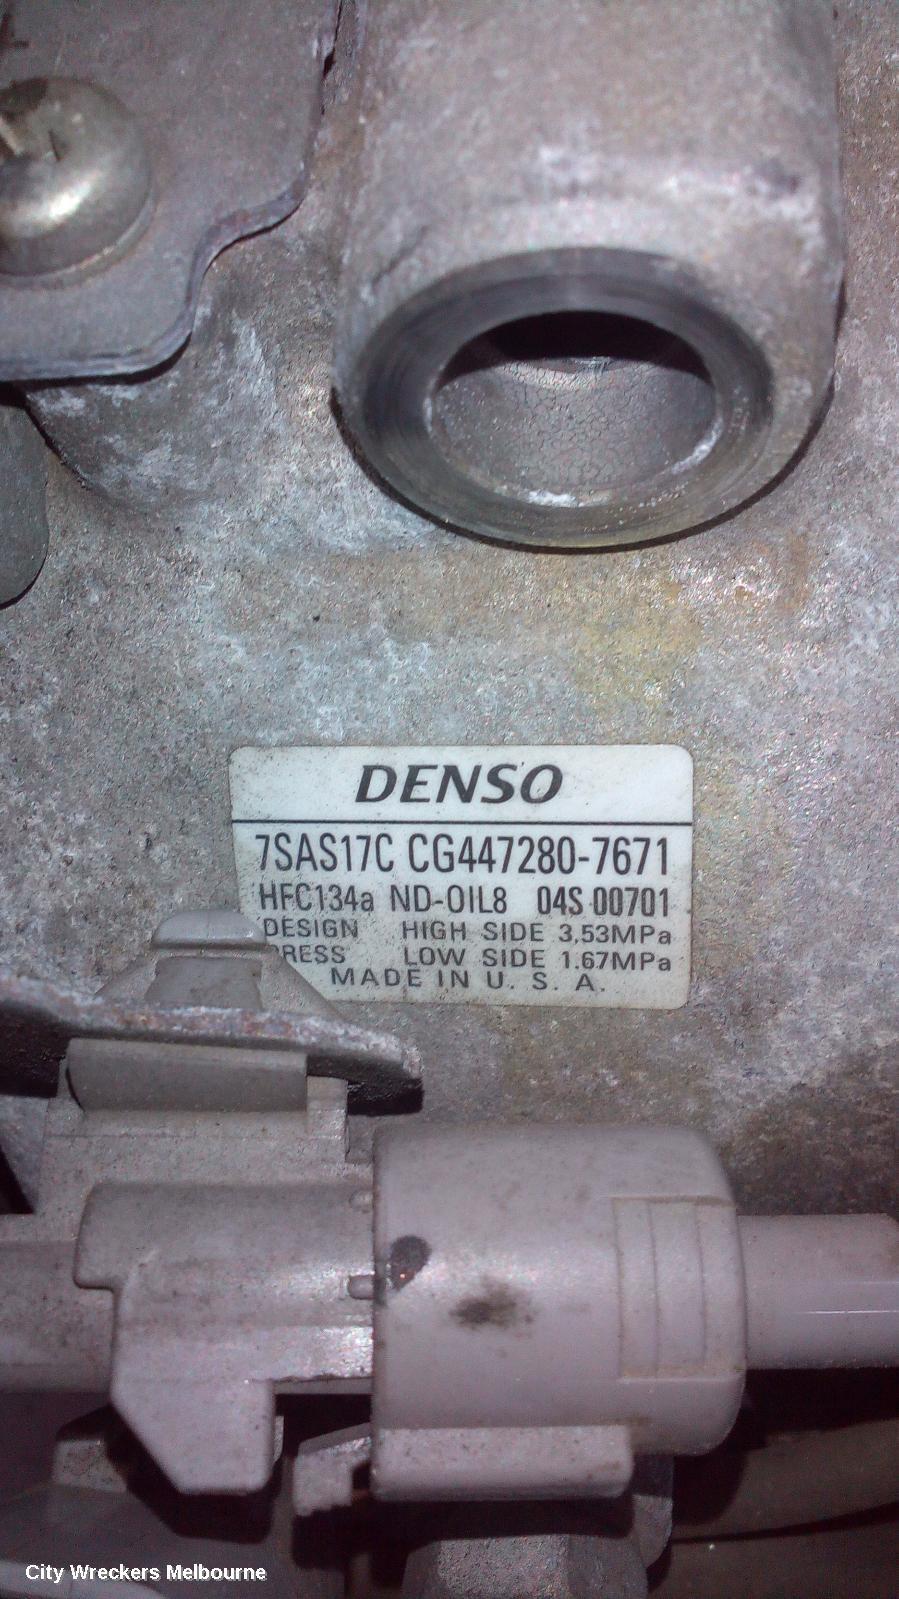 DENSO
7SAS17C CG447280-7671
HFC134a ND-OIL8 04S 00701
DESIGN HIGH SIDE 3.53MPa
PRESS LOW SIDE 1.67MPa
MADE IN U. S. A.
City Wreckers Melbourne